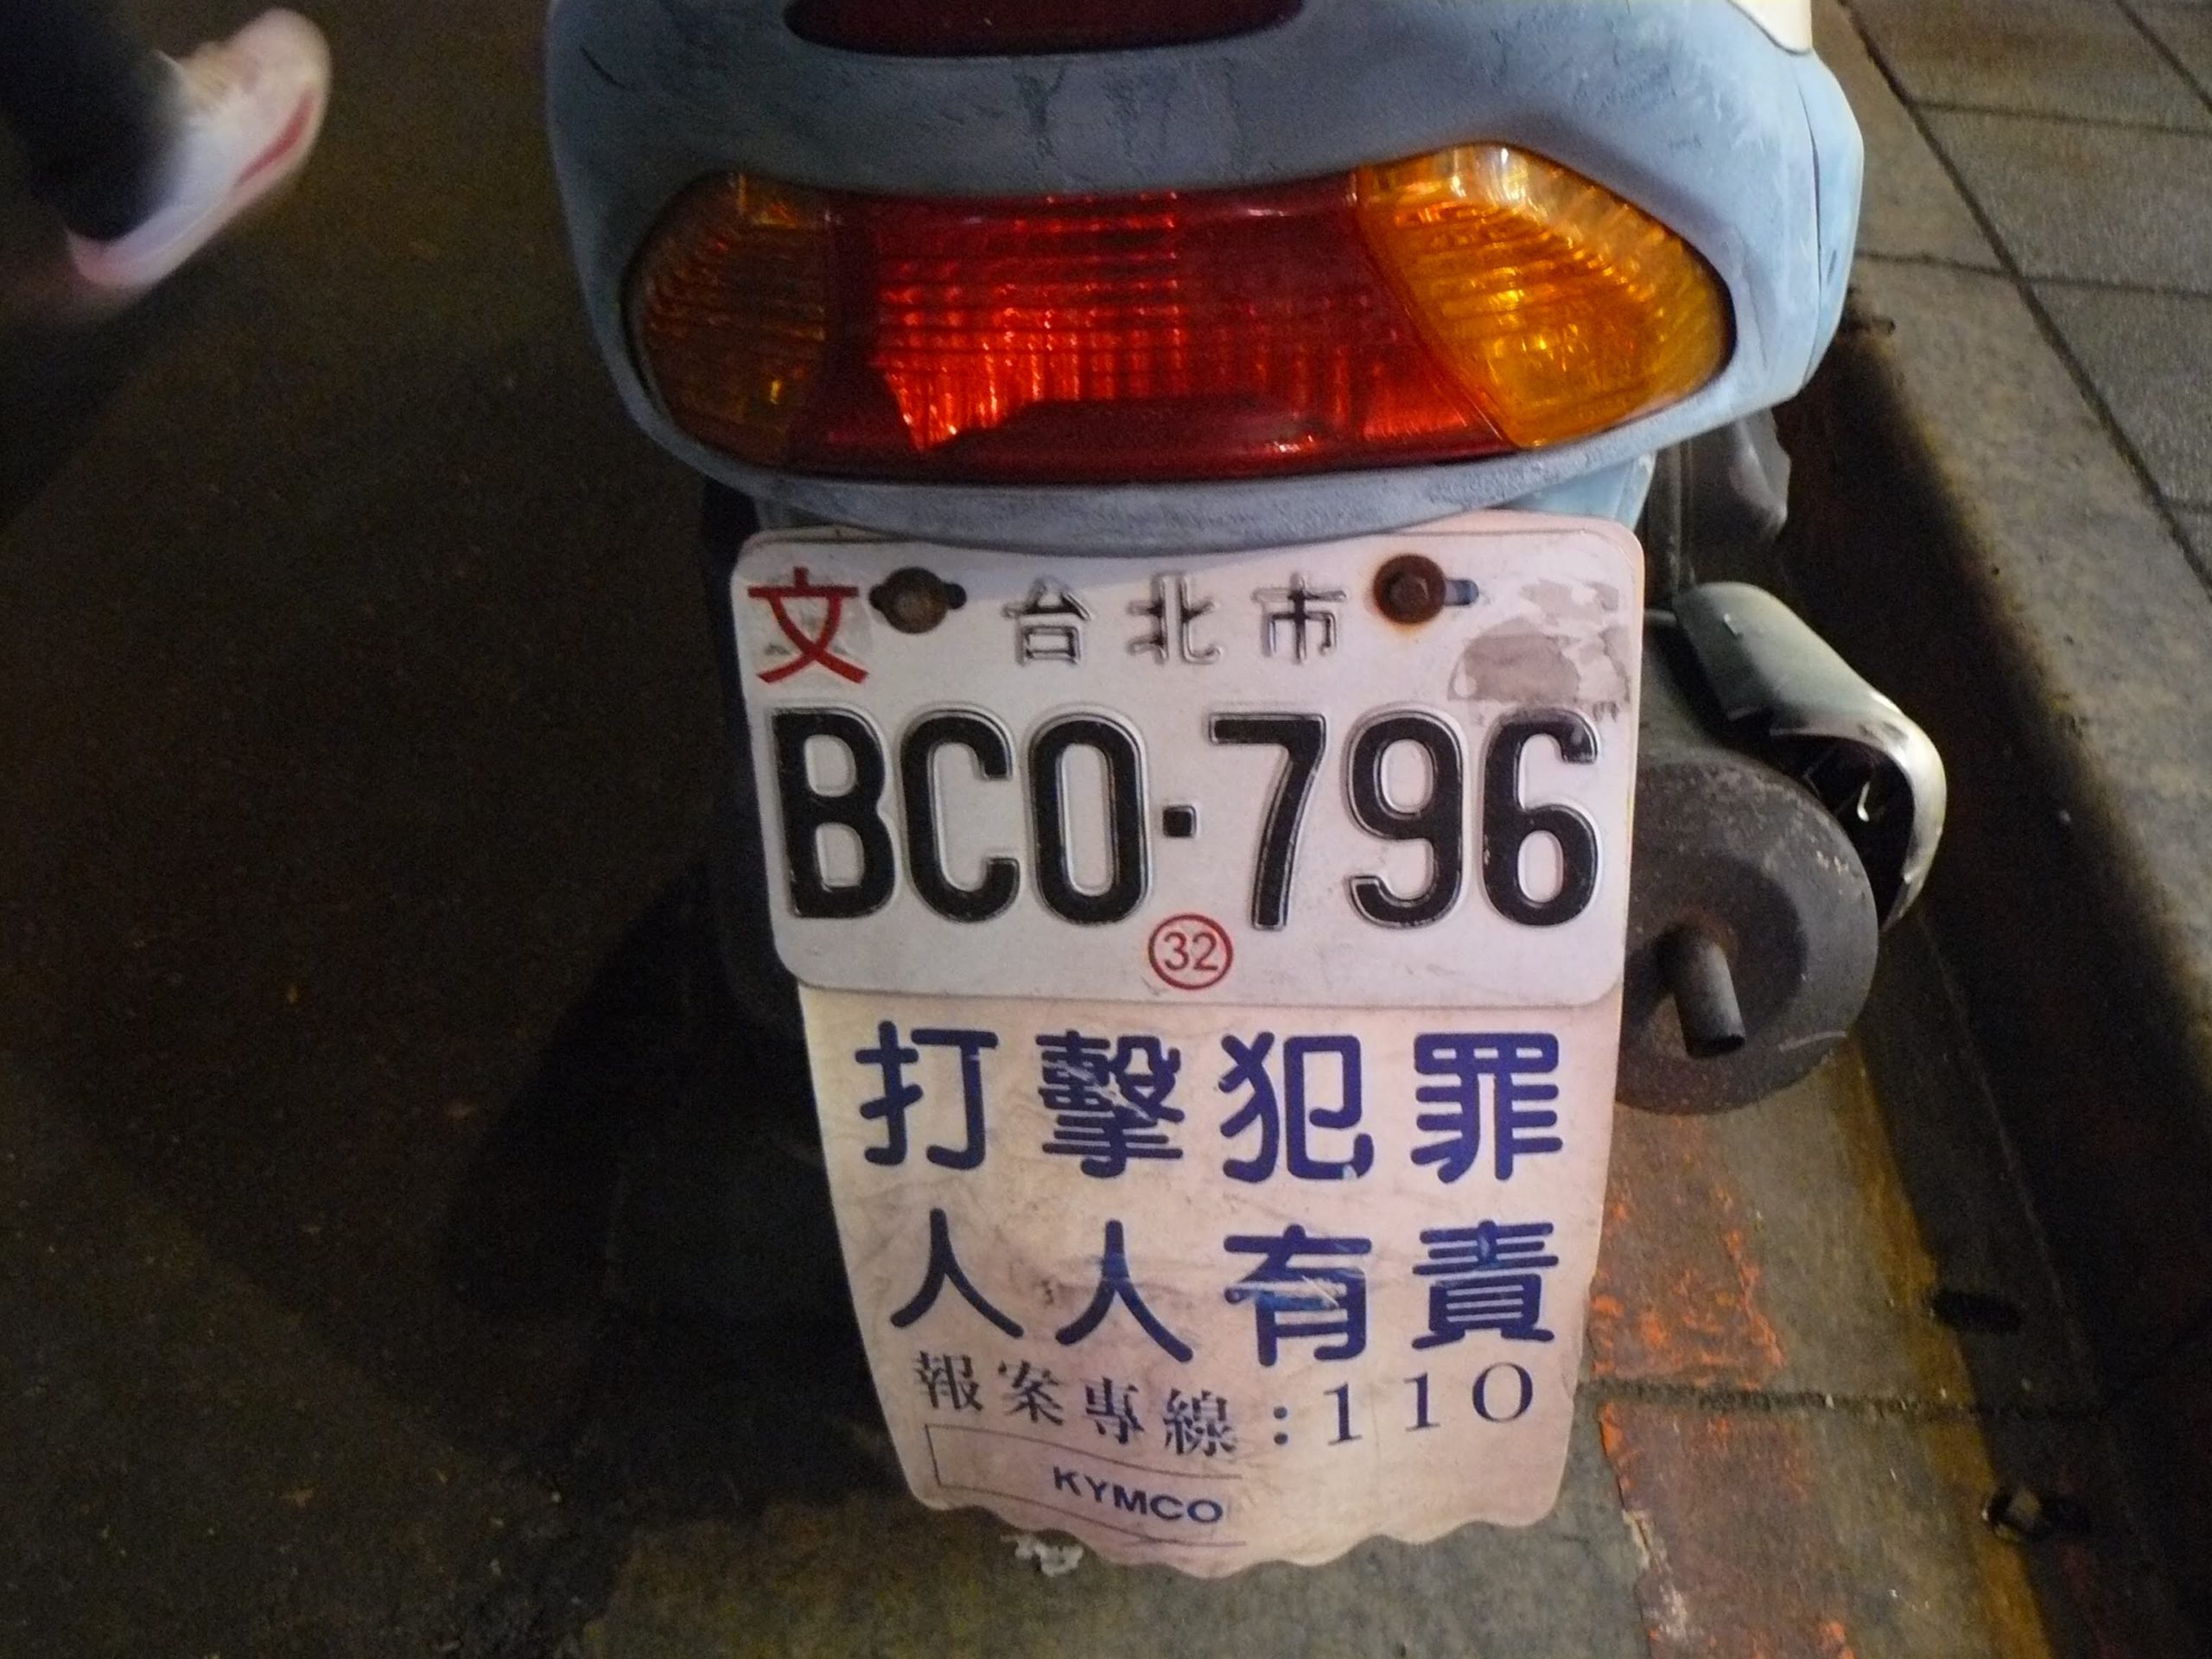 文 台北市
BCO·796
32
打擊犯罪
人人有責
報案專線:110
KYMCO